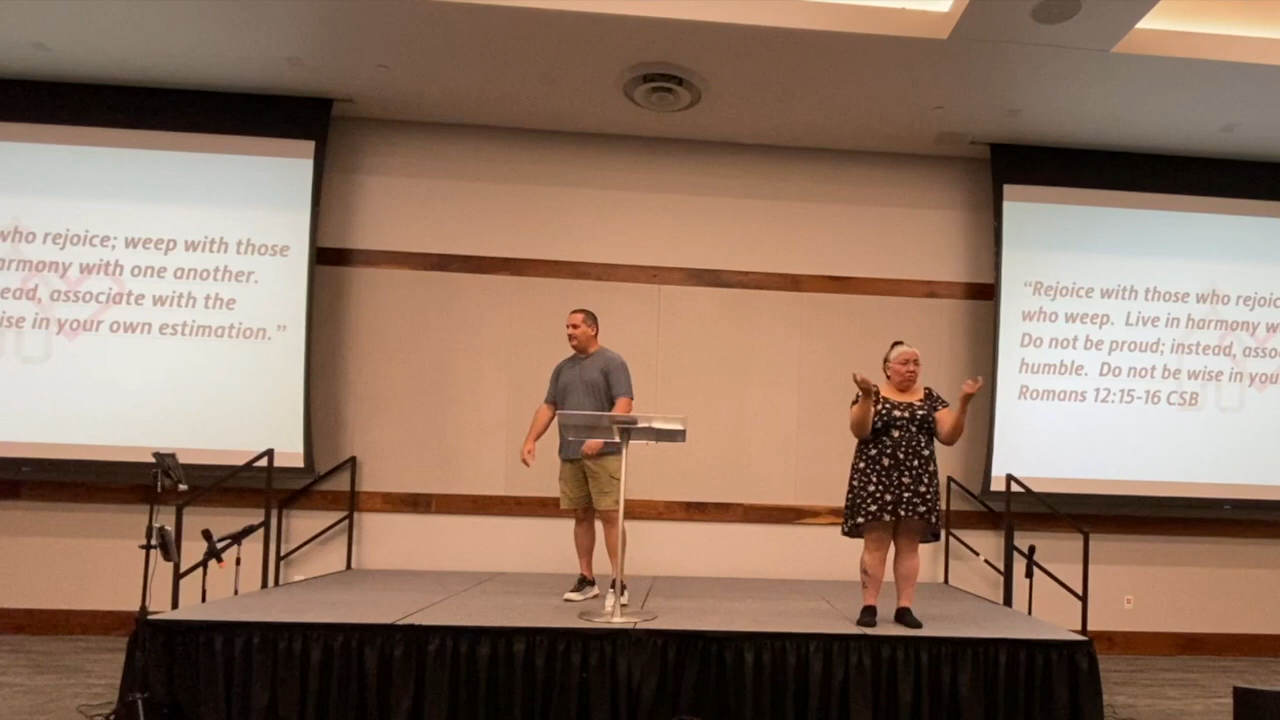 who rejoice; weep with those
armony with one another.
ead, associate with the
ise in your own estimation.”
“Rejoice with those who rejoic
who weep. Live in harmony w
Do not be proud; instead, asso
humble. Do not be wise in you
Romans 12:15-16 CSB